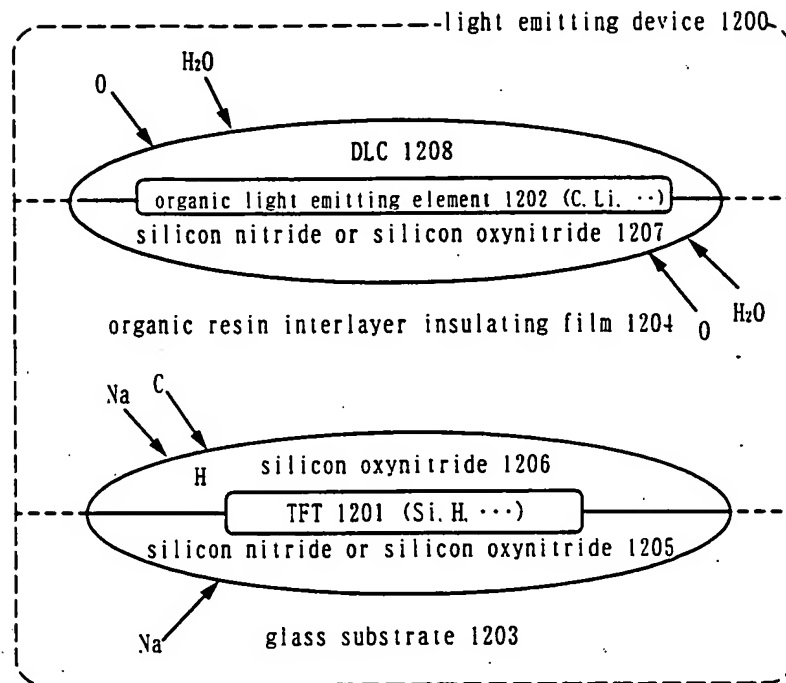 light emitting device 1200
H₂O
O
DLC 1208
organic light emitting element 1202 (C. Li. ··)
silicon nitride or silicon oxynitride 1207
H₂O
organic resin interlayer insulating film 1204
O
C
Na
silicon oxynitride 1206
H
TFT 1201 (Si. H. ···)
silicon nitride or silicon oxynitride 1205
Na
glass substrate 1203